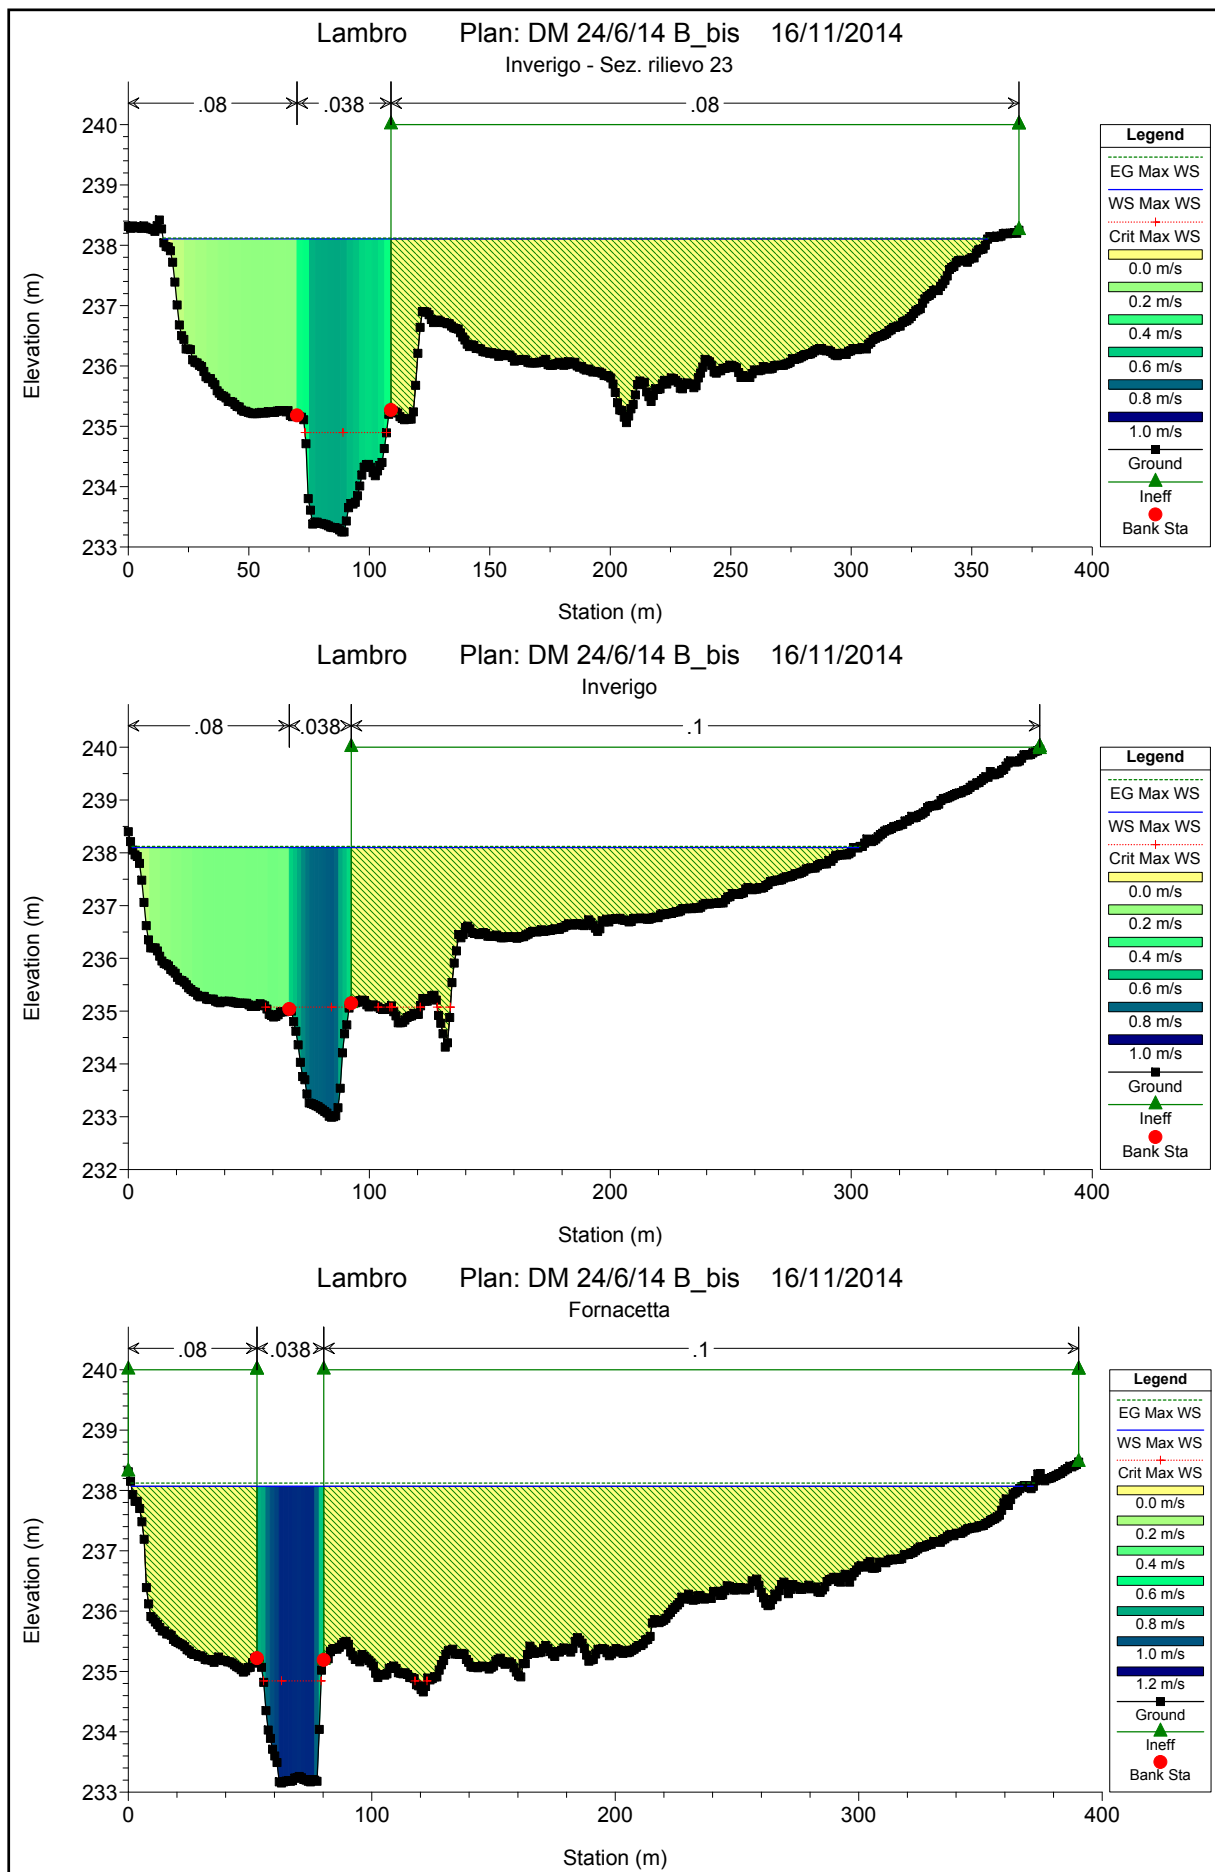 Lambro Plan: DM 24/6/14 B_bis 16/11/2014
Inverigo - Sez. rilievo 23
.08 .038 .08
240
239
238
237
236
235
234
233
Elevation (m)
0 50 100 150 200 250 300 350 400
Station (m)
Legend
EG Max WS
WS Max WS
Crit Max WS
0.0 m/s
0.2 m/s
0.4 m/s
0.6 m/s
0.8 m/s
1.0 m/s
Ground
Ineff
Bank Sta
Lambro Plan: DM 24/6/14 B_bis 16/11/2014
Inverigo
.08 .038 .1
240
239
238
237
236
235
234
233
232
Elevation (m)
0 100 200 300 400
Station (m)
Legend
EG Max WS
WS Max WS
Crit Max WS
0.0 m/s
0.2 m/s
0.4 m/s
0.6 m/s
0.8 m/s
1.0 m/s
Ground
Ineff
Bank Sta
Lambro Plan: DM 24/6/14 B_bis 16/11/2014
Fornacetta
.08 .038 .1
240
239
238
237
236
235
234
233
Elevation (m)
0 100 200 300 400
Station (m)
Legend
EG Max WS
WS Max WS
Crit Max WS
0.0 m/s
0.2 m/s
0.4 m/s
0.6 m/s
0.8 m/s
1.0 m/s
1.2 m/s
Ground
Ineff
Bank Sta